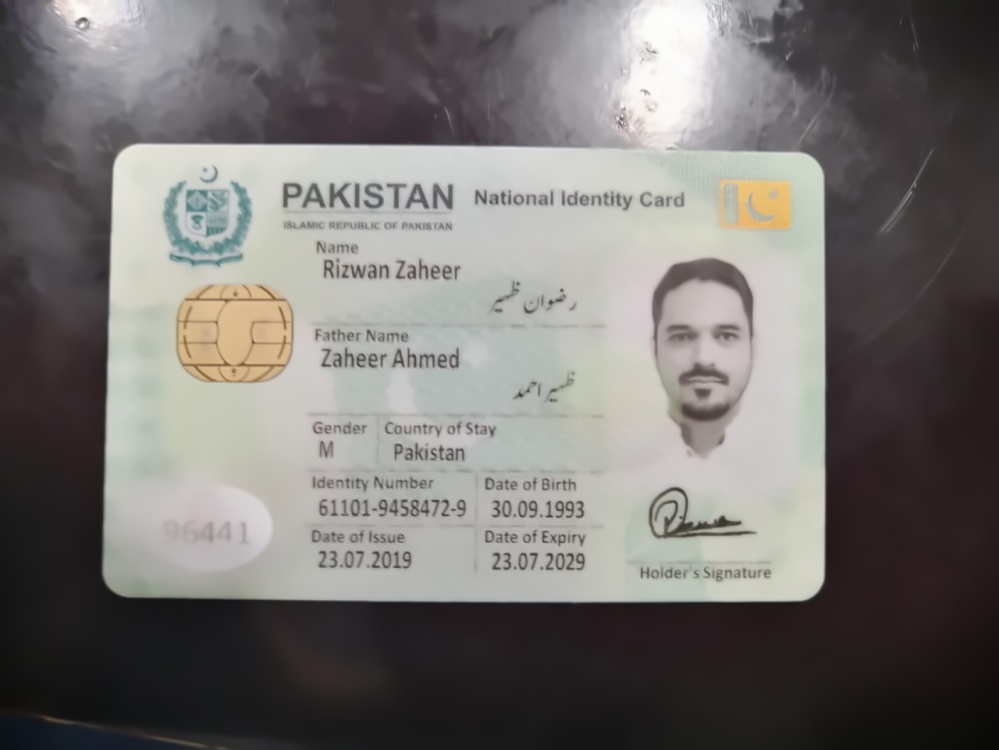 PAKISTAN National Identity Card
ISLAMIC REPUBLIC OF PAKISTAN
Name
Rizwan Zaheer
رضوان ظہیر
Father Name
Zaheer Ahmed
ظہیر احمد
Gender Country of Stay
M Pakistan
Identity Number Date of Birth
61101-9458472-9 30.09.1993
Date of Issue Date of Expiry
23.07.2019 23.07.2029
96441
Holder's Signature